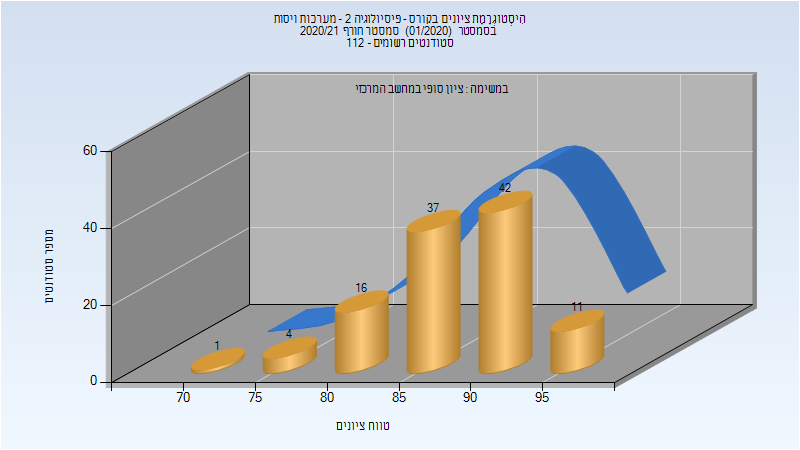 היסטוגרמת ציונים בקורס - פיסיולוגיה 2 - מערכות ויסות
בסמסטר (01/2020) סמסטר חורף 2020/21
סטודנטים רשומים - 112
במשימה : ציון סופי במחשב המרכזי
מספר סטודנטים
60
40
20
0
1
4
16
37
42
11
70
75
80
85
90
95
טווח ציונים